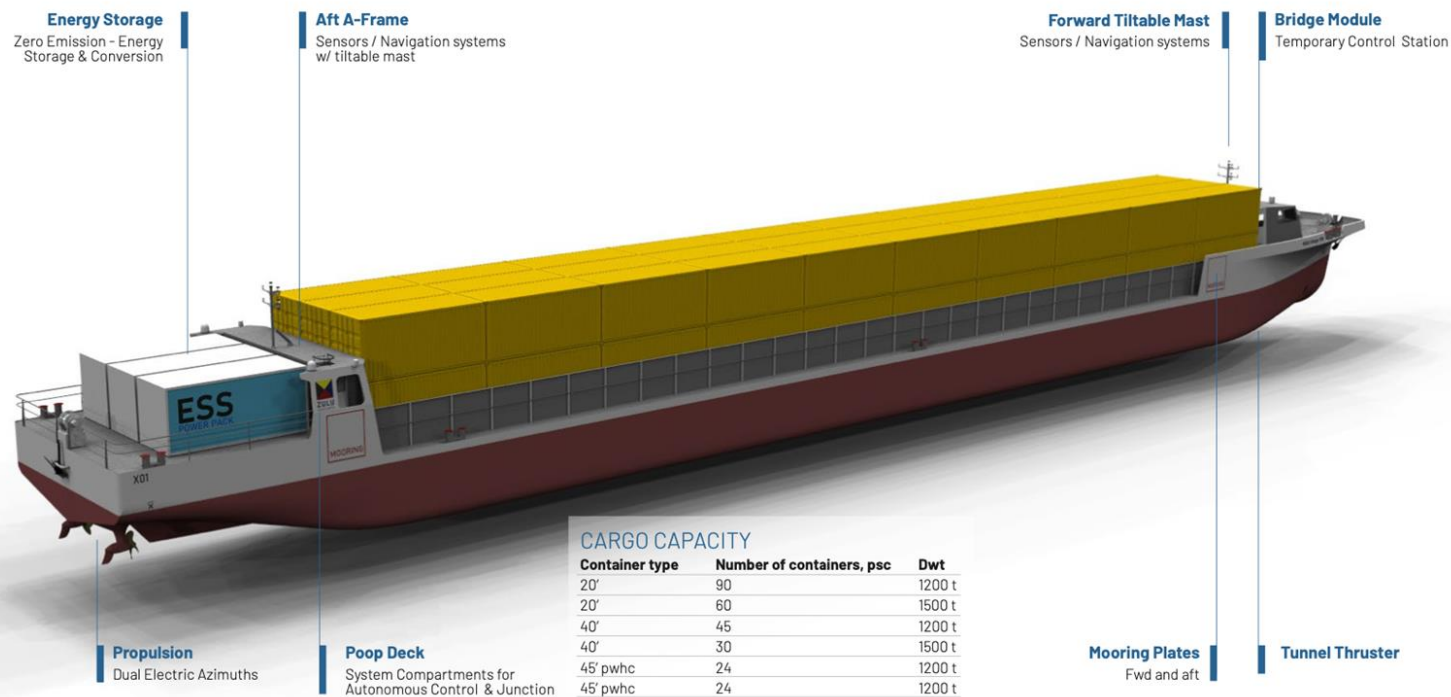 Energy Storage
Zero Emission - Energy
Storage & Conversion
Aft A-Frame
Sensors / Navigation systems
w/ tiltable mast
Forward Tiltable Mast
Sensors / Navigation systems
Bridge Module
Temporary Control Station
ESS
POWER PACK
ZULU
MOORING
MOORING
X01
CARGO CAPACITY
Container type Number of containers, psc Dwt
20' 90 1200 t
20' 60 1500 t
40' 45 1200 t
40' 30 1500 t
45' pwhc 24 1200 t
45' pwhc 24 1200 t
Propulsion
Dual Electric Azimuths
Poop Deck
System Compartments for
Autonomous Control & Junction
Mooring Plates
Fwd and aft
Tunnel Thruster